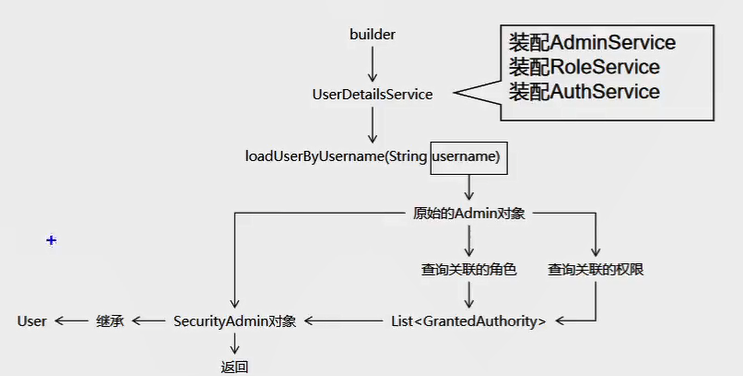 builder
装配AdminService
装配RoleService
装配AuthService
UserDetailsService
loadUserByUsername(String username)
原始的Admin对象
查询关联的角色
查询关联的权限
User
继承
SecurityAdmin对象
List<GrantedAuthority>
返回